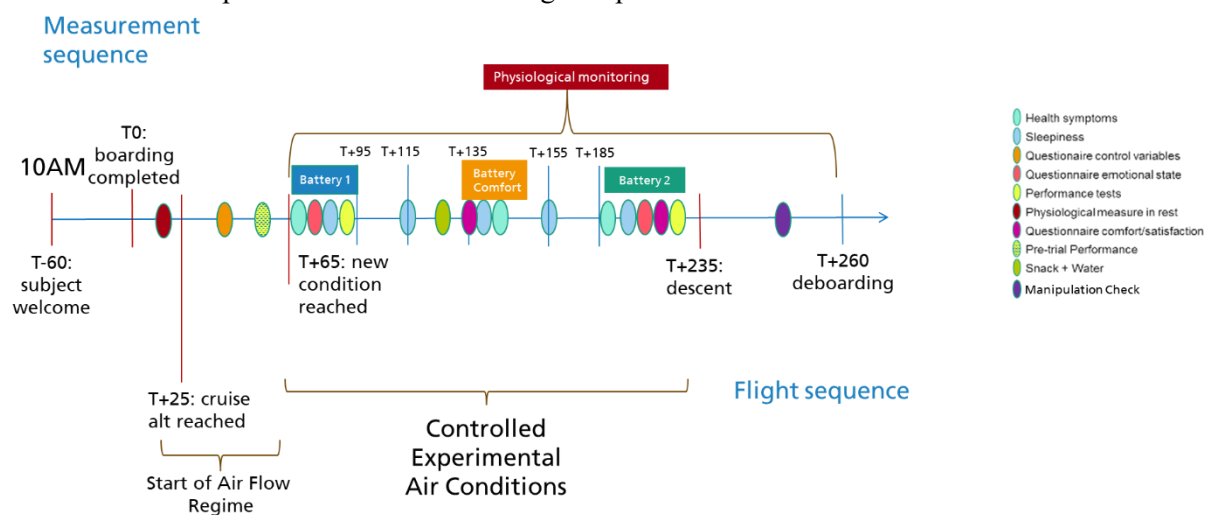 Measurement
sequence
Physiological monitoring
10AM
T0:
boarding
completed
T+95
T+115
T+135
T+155
T+185
Battery 1
Battery
Comfort
Battery 2
T-60:
subject
welcome
T+65: new
condition
reached
T+235:
descent
T+260
deboarding
T+25: cruise
alt reached
Start of Air Flow
Regime
Controlled
Experimental
Air Conditions
Flight sequence
Health symptoms
Sleepiness
Questionaire control variables
Questionnaire emotional state
Performance tests
Physiological measure in rest
Questionnaire comfort/satisfaction
Pre-trial Performance
Snack + Water
Manipulation Check